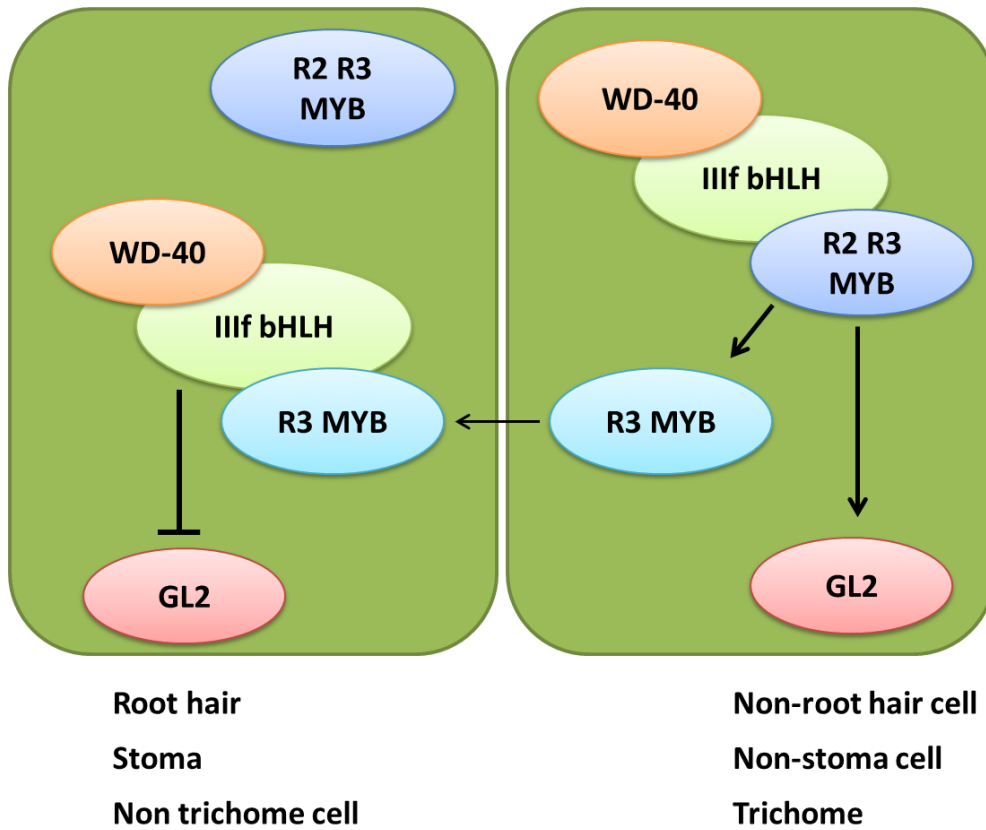 R2 R3
MYB
WD-40
IIIf bHLH
R3 MYB
GL2
Root hair
Stoma
Non trichome cell
WD-40
IIIf bHLH
R2 R3
MYB
R3 MYB
GL2
Non-root hair cell
Non-stoma cell
Trichome